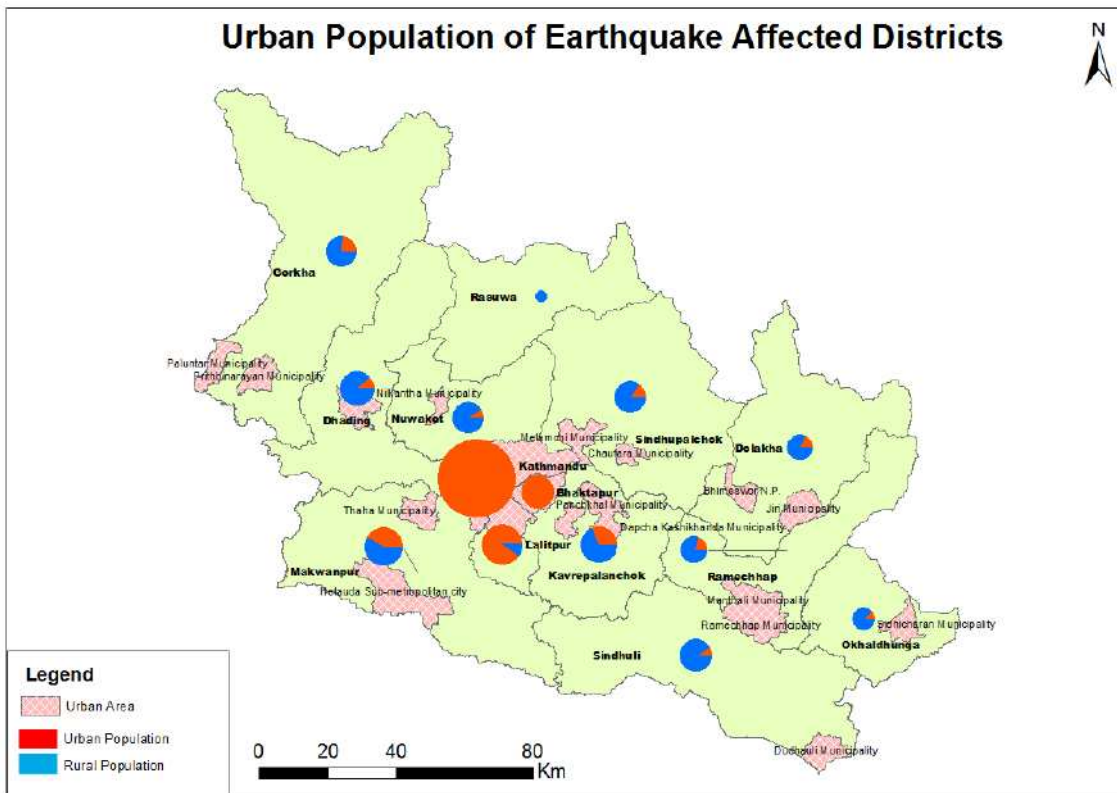 Urban Population of Earthquake Affected Districts
N
Gorkha
Rasuwa
Paluntar Municipality
Prithbinarayan Municipality
Nilkantha Municipality
Dhading
Nuwakot
Melamchi Municipality
Sindhupalchok
Chautara Municipality
Dolakha
Kathmandu
Bhaktapur
Bhimeswor N.P.
Panchkhal Municipality
Jiri Municipality
Thaha Municipality
Dapcha Kashikhanda Municipality
Lalitpur
Makwanpur
Kavrepalanchok
Ramechhap
Hetauda Sub-metropolitan city
Manthali Municipality
Ramechhap Municipality
Sidhicharan Municipality
Okhaldhunga
Sindhuli
Dudhauli Municipality
Legend
Urban Area
Urban Population
Rural Population
0 20 40 80
Km